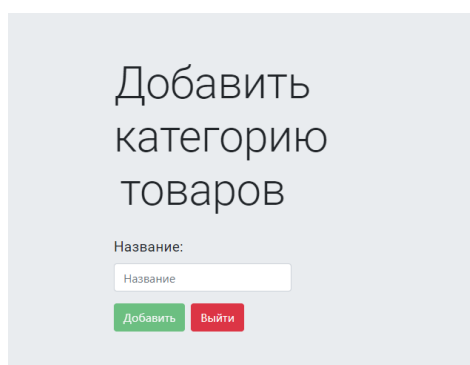 Добавить
категорию
товаров
Название:
Название
Добавить Выйти